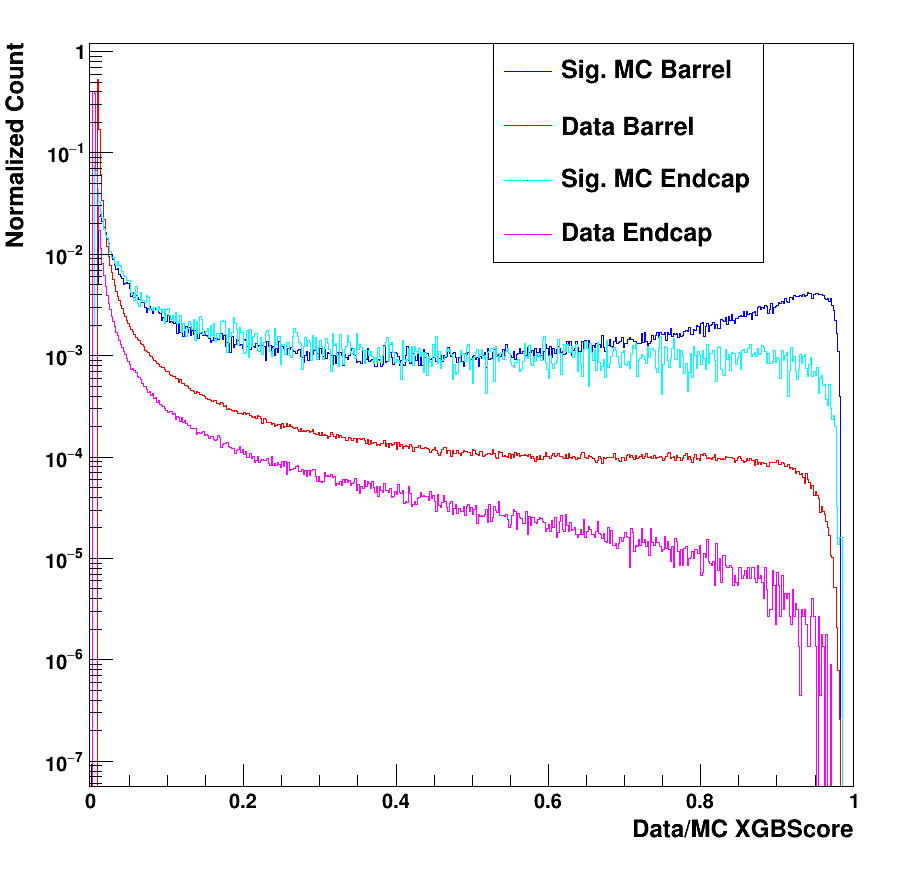 Normalized Count
1
10⁻¹
10⁻²
10⁻³
10⁻⁴
10⁻⁵
10⁻⁶
10⁻⁷
Sig. MC Barrel
Data Barrel
Sig. MC Endcap
Data Endcap
0 0.2 0.4 0.6 0.8 1
Data/MC XGBScore